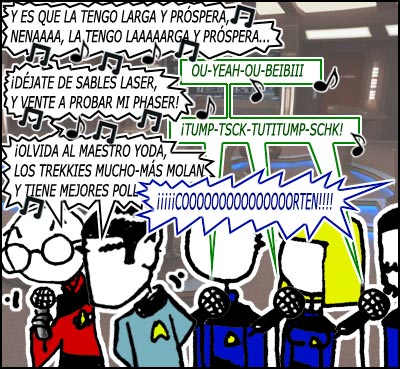 Y ES QUE LA TENGO LARGA Y PRÓSPERA,
NENAAAA, LA TENGO LAAAAARGA Y PRÓSPERA...
OU-YEAH-OU-BEIBIII
¡DÉJATE DE SABLES LASER,
Y VENTE A PROBAR MI PHASER!
¡TUMP-TSCK-TUTITUMP-SCHK!
¡OLVIDA AL MAESTRO YODA,
LOS TREKKIES MUCHO-MÁS MOLAN
Y TIENE MEJORES POLL
¡¡¡¡¡COOOOOOOOOOOOOOORTEN!!!!